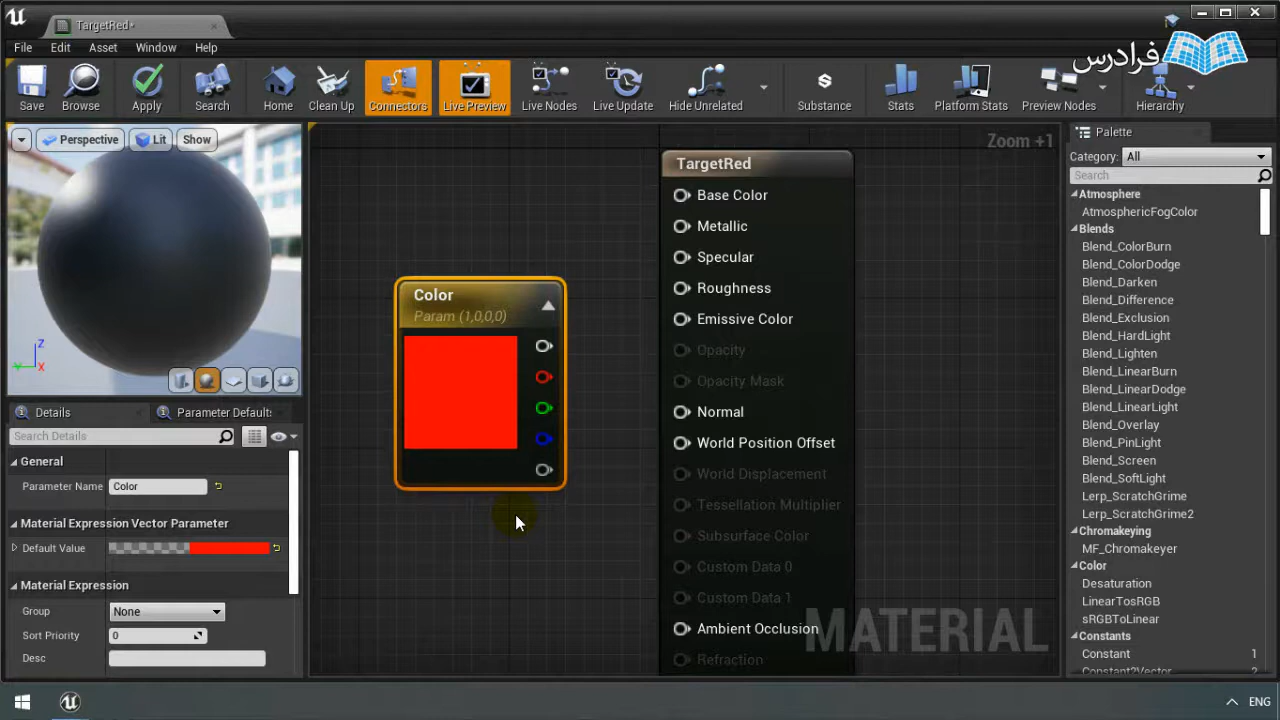 TargetRed*
File Edit Asset Window Help
فرادرس
Save Browse Apply Search Home Clean Up Connectors Live Preview Live Nodes Live Update Hide Unrelated Substance Stats Platform Stats Preview Nodes Hierarchy
Perspective Lit Show
Zoom +1
Z
Y X
Details Parameter Defaults
Search Details
General
Parameter Name Color
Material Expression Vector Parameter
Default Value
Material Expression
Group None
Sort Priority 0
Desc
Color
Param (1,0,0,0)
TargetRed
Base Color
Metallic
Specular
Roughness
Emissive Color
Opacity
Opacity Mask
Normal
World Position Offset
World Displacement
Tessellation Multiplier
Subsurface Color
Custom Data 0
Custom Data 1
Ambient Occlusion
Refraction
MATERIAL
Palette
Category: All
Search
Atmosphere
AtmosphericFogColor
Blends
Blend_ColorBurn
Blend_ColorDodge
Blend_Darken
Blend_Difference
Blend_Exclusion
Blend_HardLight
Blend_Lighten
Blend_LinearBurn
Blend_LinearDodge
Blend_LinearLight
Blend_Overlay
Blend_PinLight
Blend_Screen
Blend_SoftLight
Lerp_ScratchGrime
Lerp_ScratchGrime2
Chromakeying
MF_Chromakeyer
Color
Desaturation
LinearTosRGB
sRGBToLinear
Constants
Constant 1
Constant2Vector 2
ENG